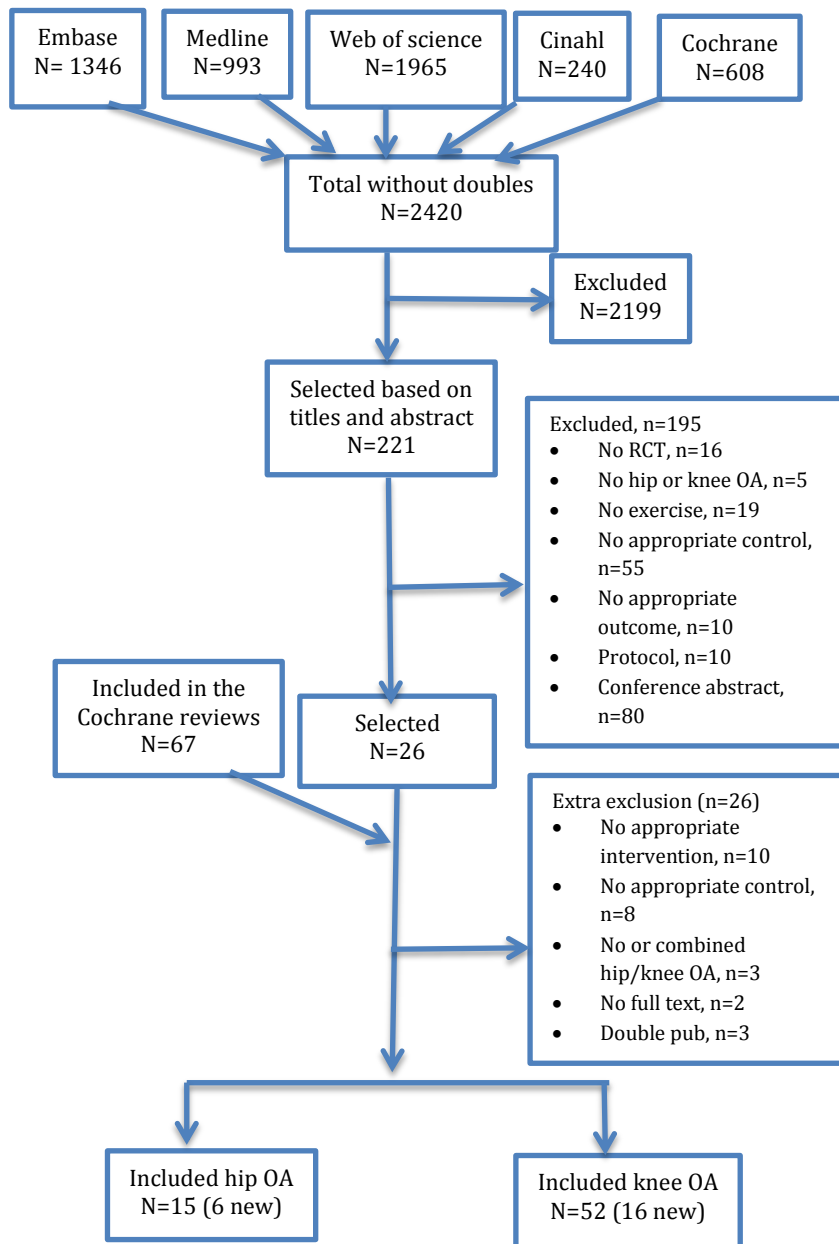 Embase
N= 1346
Medline
N=993
Web of science
N=1965
Cinahl
N=240
Cochrane
N=608
Total without doubles
N=2420
Excluded
N=2199
Selected based on
titles and abstract
N=221
Excluded, n=195
• No RCT, n=16
• No hip or knee OA, n=5
• No exercise, n=19
• No appropriate control,
n=55
• No appropriate
outcome, n=10
• Protocol, n=10
• Conference abstract,
n=80
Included in the
Cochrane reviews
N=67
Selected
N=26
Extra exclusion (n=26)
• No appropriate
intervention, n=10
• No appropriate control,
n=8
• No or combined
hip/knee OA, n=3
• No full text, n=2
• Double pub, n=3
Included hip OA
N=15 (6 new)
Included knee OA
N=52 (16 new)